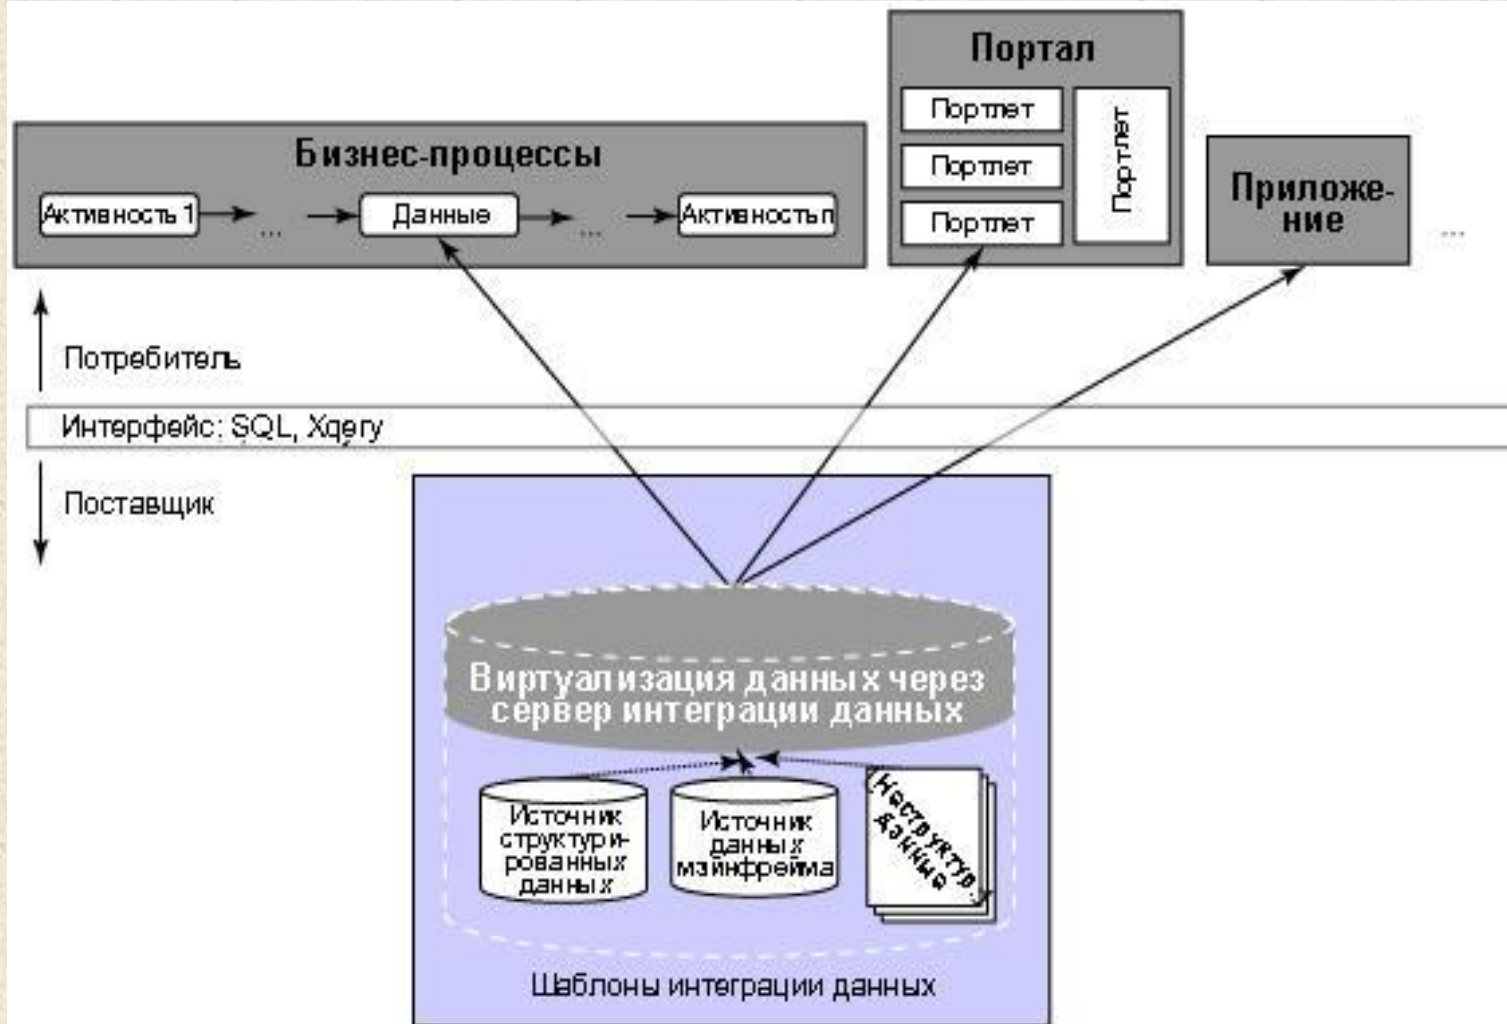 Портал
Портлет
Портлет
Портлет
Портлет
Бизнес-процессы
Активность 1
...
Данные
...
Активность n
Приложе-
ние
...
Потребитель
Интерфейс: SQL, Xqery
Поставщик
Виртуализация данных через
сервер интеграции данных
Источник
структури-
рованных
данных
Источник
данных
мэйнфрейма
(Неструктур.)
данные
Шаблоны интеграции данных